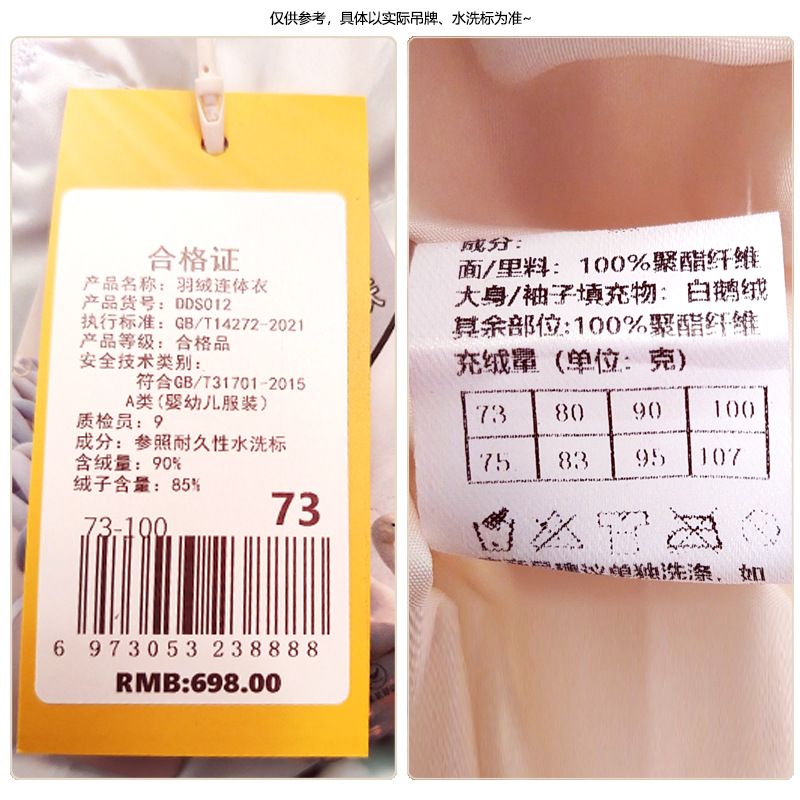 仅供参考，具体以实际吊牌、水洗标为准~
合格证
产品名称：羽绒连体衣
产品货号：DDS012
执行标准：GB/T14272-2021
产品等级：合格品
安全技术类别：
符合GB/T31701-2015
A类(婴幼儿服装)
质检员：9
成分：参照耐久性水洗标
含绒量：90%
绒子含量：85%
73
73-100
6 973053 238888
RMB:698.00
成分：
面/里料：100%聚酯纤维
大身/袖子填充物：白鹅绒
其余部位:100%聚酯纤维
充绒量（单位：克）
73 80 90 100
75 83 95 107